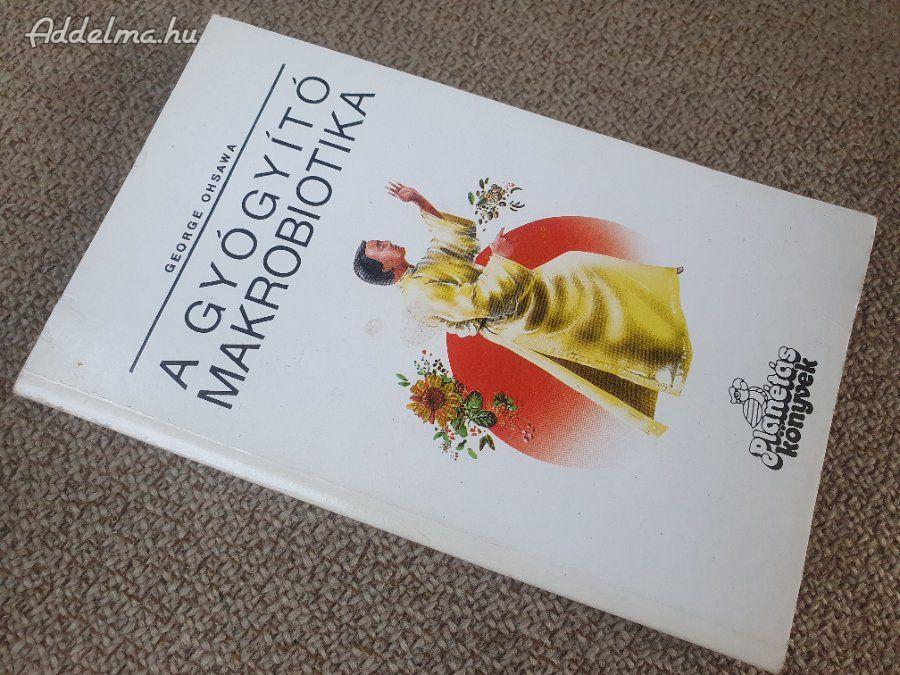 Addelma.hu
GEORGE OHSAWA
A GYÓGYÍTÓ
MAKROBIOTIKA
Planétás
könyvek